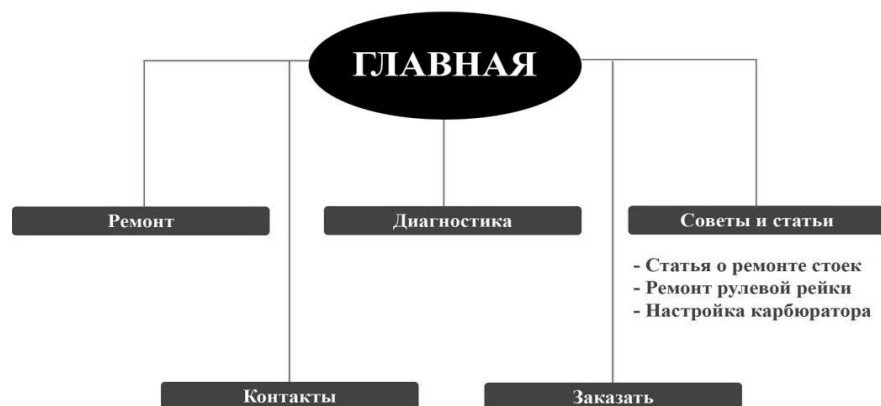 ГЛАВНАЯ
Ремонт
Диагностика
Советы и статьи
- Статья о ремонте стоек
- Ремонт рулевой рейки
- Настройка карбюратора
Контакты
Заказать